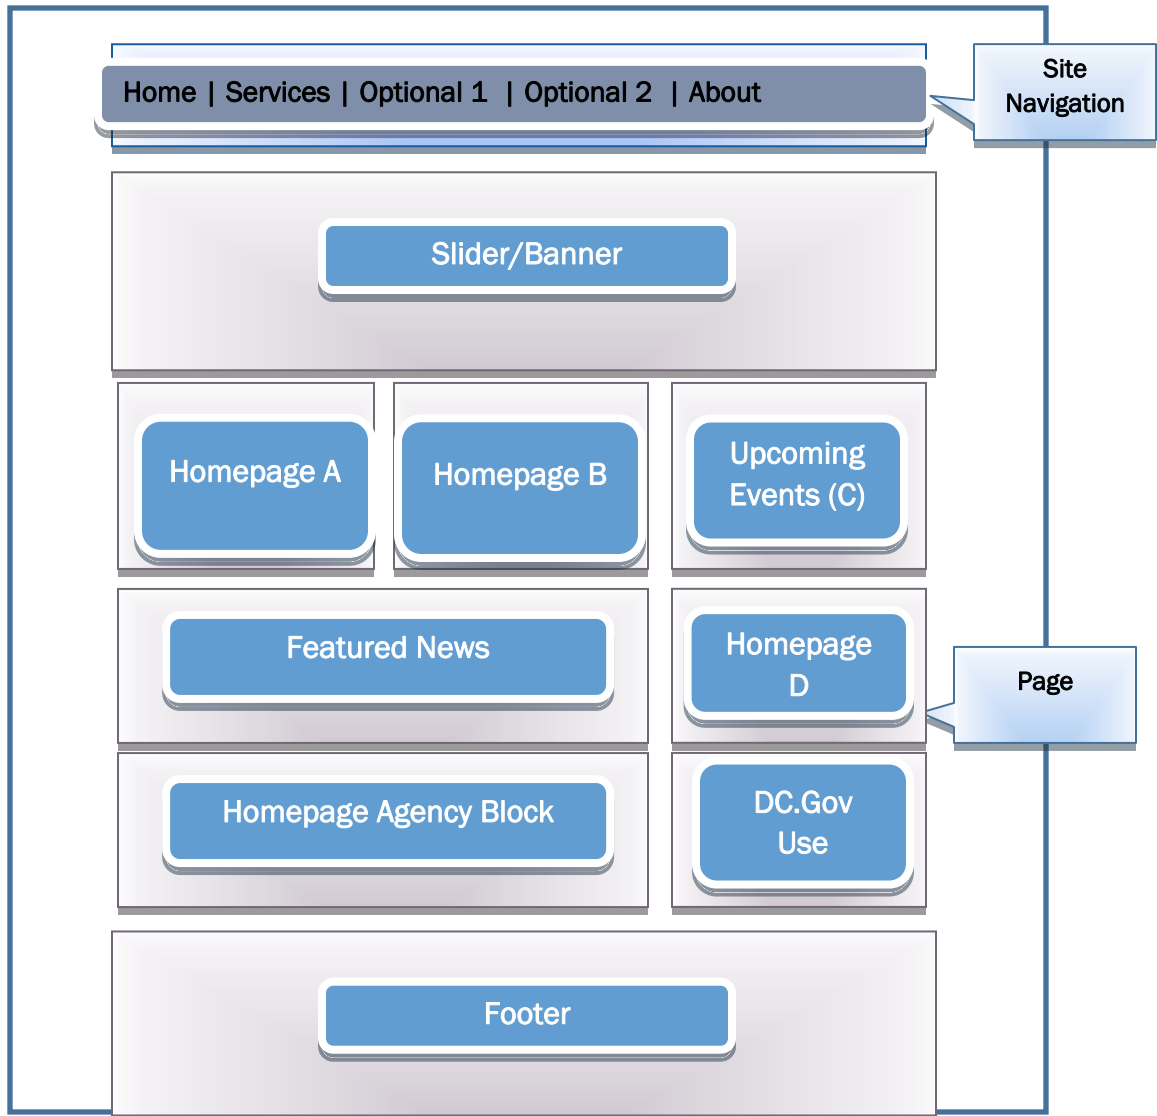 Site
Navigation
Home | Services | Optional 1 | Optional 2 | About
Slider/Banner
Homepage A
Homepage B
Upcoming
Events (C)
Featured News
Homepage
D
Page
Homepage Agency Block
DC.Gov
Use
Footer